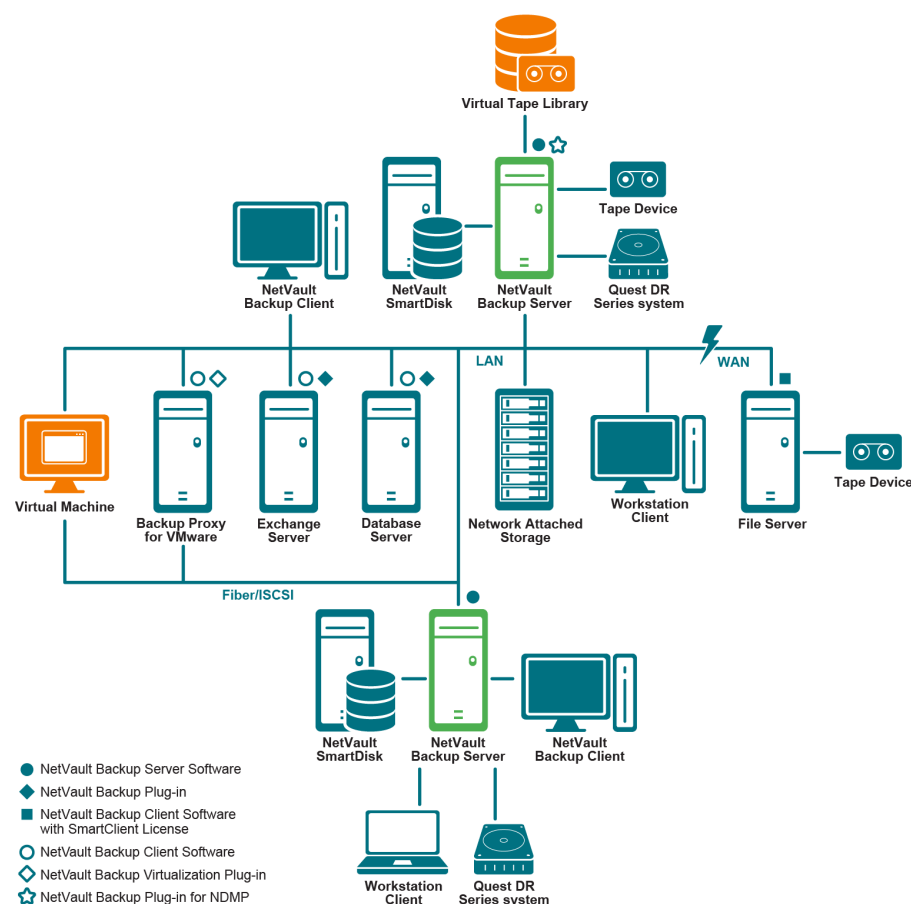 Virtual Tape Library
Tape Device
NetVault
Backup Client
NetVault
SmartDisk
NetVault
Backup Server
Quest DR
Series system
LAN
WAN
Virtual Machine
Backup Proxy
for VMware
Exchange
Server
Database
Server
Network Attached
Storage
Workstation
Client
File Server
Tape Device
Fiber/ISCSI
NetVault
SmartDisk
NetVault
Backup Server
NetVault
Backup Client
NetVault Backup Server Software
NetVault Backup Plug-in
NetVault Backup Client Software
with SmartClient License
NetVault Backup Client Software
NetVault Backup Virtualization Plug-in
NetVault Backup Plug-in for NDMP
Workstation
Client
Quest DR
Series system